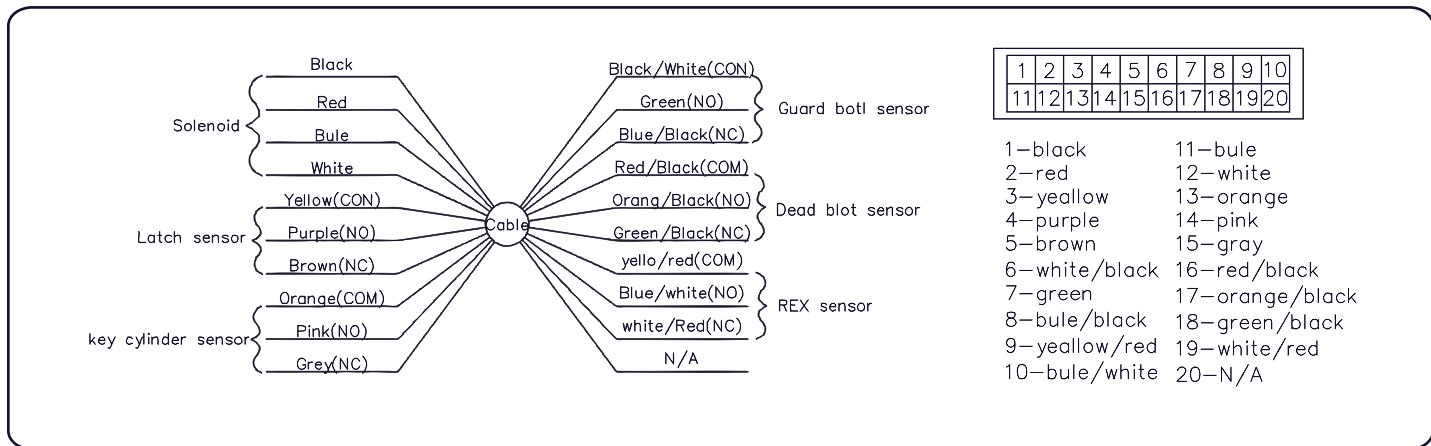 Black
Red
Bule
White
Solenoid
Yellow(CON)
Purple(NO)
Brown(NC)
Latch sensor
Orange(COM)
Pink(NO)
Grey(NC)
key cylinder sensor
Cable
Black/White(CON)
Green(NO)
Blue/Black(NC)
Guard botl sensor
Red/Black(COM)
Orang/Black(NO)
Green/Black(NC)
Dead blot sensor
yello/red(COM)
Blue/white(NO)
white/Red(NC)
REX sensor
N/A
1 2 3 4 5 6 7 8 9 10
11 12 13 14 15 16 17 18 19 20
1-black
2-red
3-yeallow
4-purple
5-brown
6-white/black
7-green
8-bule/black
9-yeallow/red
10-bule/white
11-bule
12-white
13-orange
14-pink
15-gray
16-red/black
17-orange/black
18-green/black
19-white/red
20-N/A